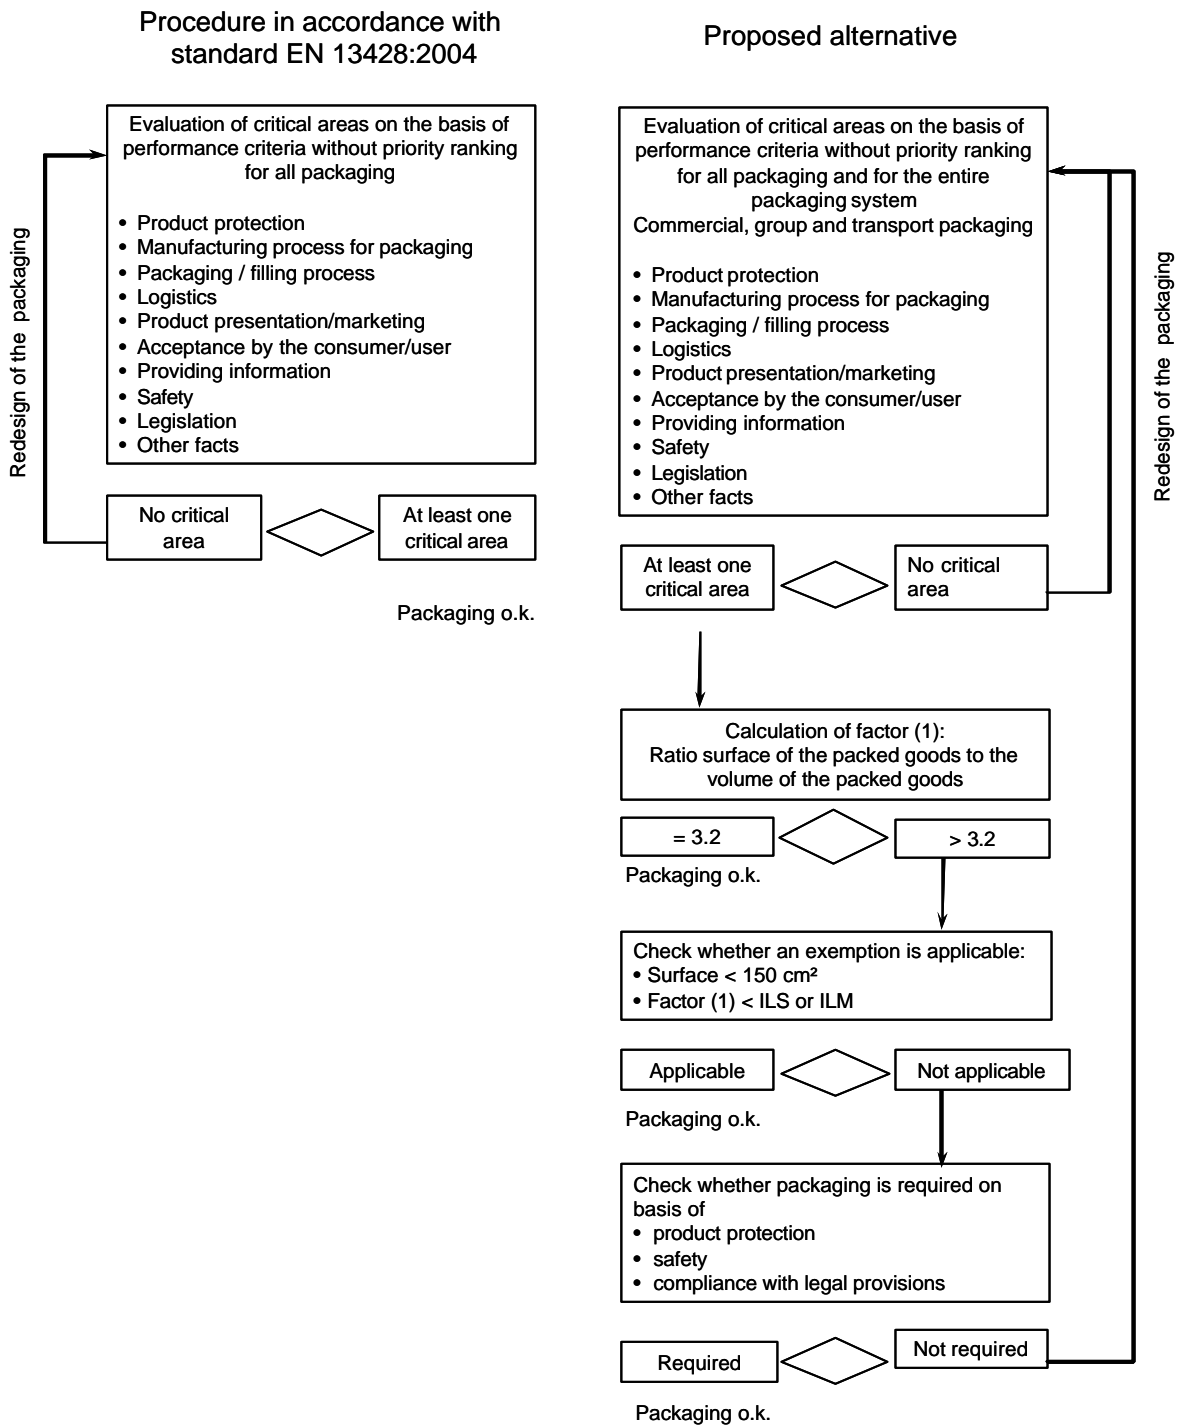 Procedure in accordance with
standard EN 13428:2004
Evaluation of critical areas on the basis of
performance criteria without priority ranking
for all packaging
• Product protection
• Manufacturing process for packaging
• Packaging / filling process
• Logistics
• Product presentation/marketing
• Acceptance by the consumer/user
• Providing information
• Safety
• Legislation
• Other facts
Redesign of the packaging
No critical
area
At least one
critical area
Packaging o.k.
Proposed alternative
Evaluation of critical areas on the basis of
performance criteria without priority ranking
for all packaging and for the entire
packaging system
Commercial, group and transport packaging
• Product protection
• Manufacturing process for packaging
• Packaging / filling process
• Logistics
• Product presentation/marketing
• Acceptance by the consumer/user
• Providing information
• Safety
• Legislation
• Other facts
Redesign of the packaging
At least one
critical area
No critical
area
Calculation of factor (1):
Ratio surface of the packed goods to the
volume of the packed goods
= 3.2
> 3.2
Packaging o.k.
Check whether an exemption is applicable:
• Surface < 150 cm²
• Factor (1) < ILS or ILM
Applicable
Not applicable
Packaging o.k.
Check whether packaging is required on
basis of
• product protection
• safety
• compliance with legal provisions
Required
Not required
Packaging o.k.